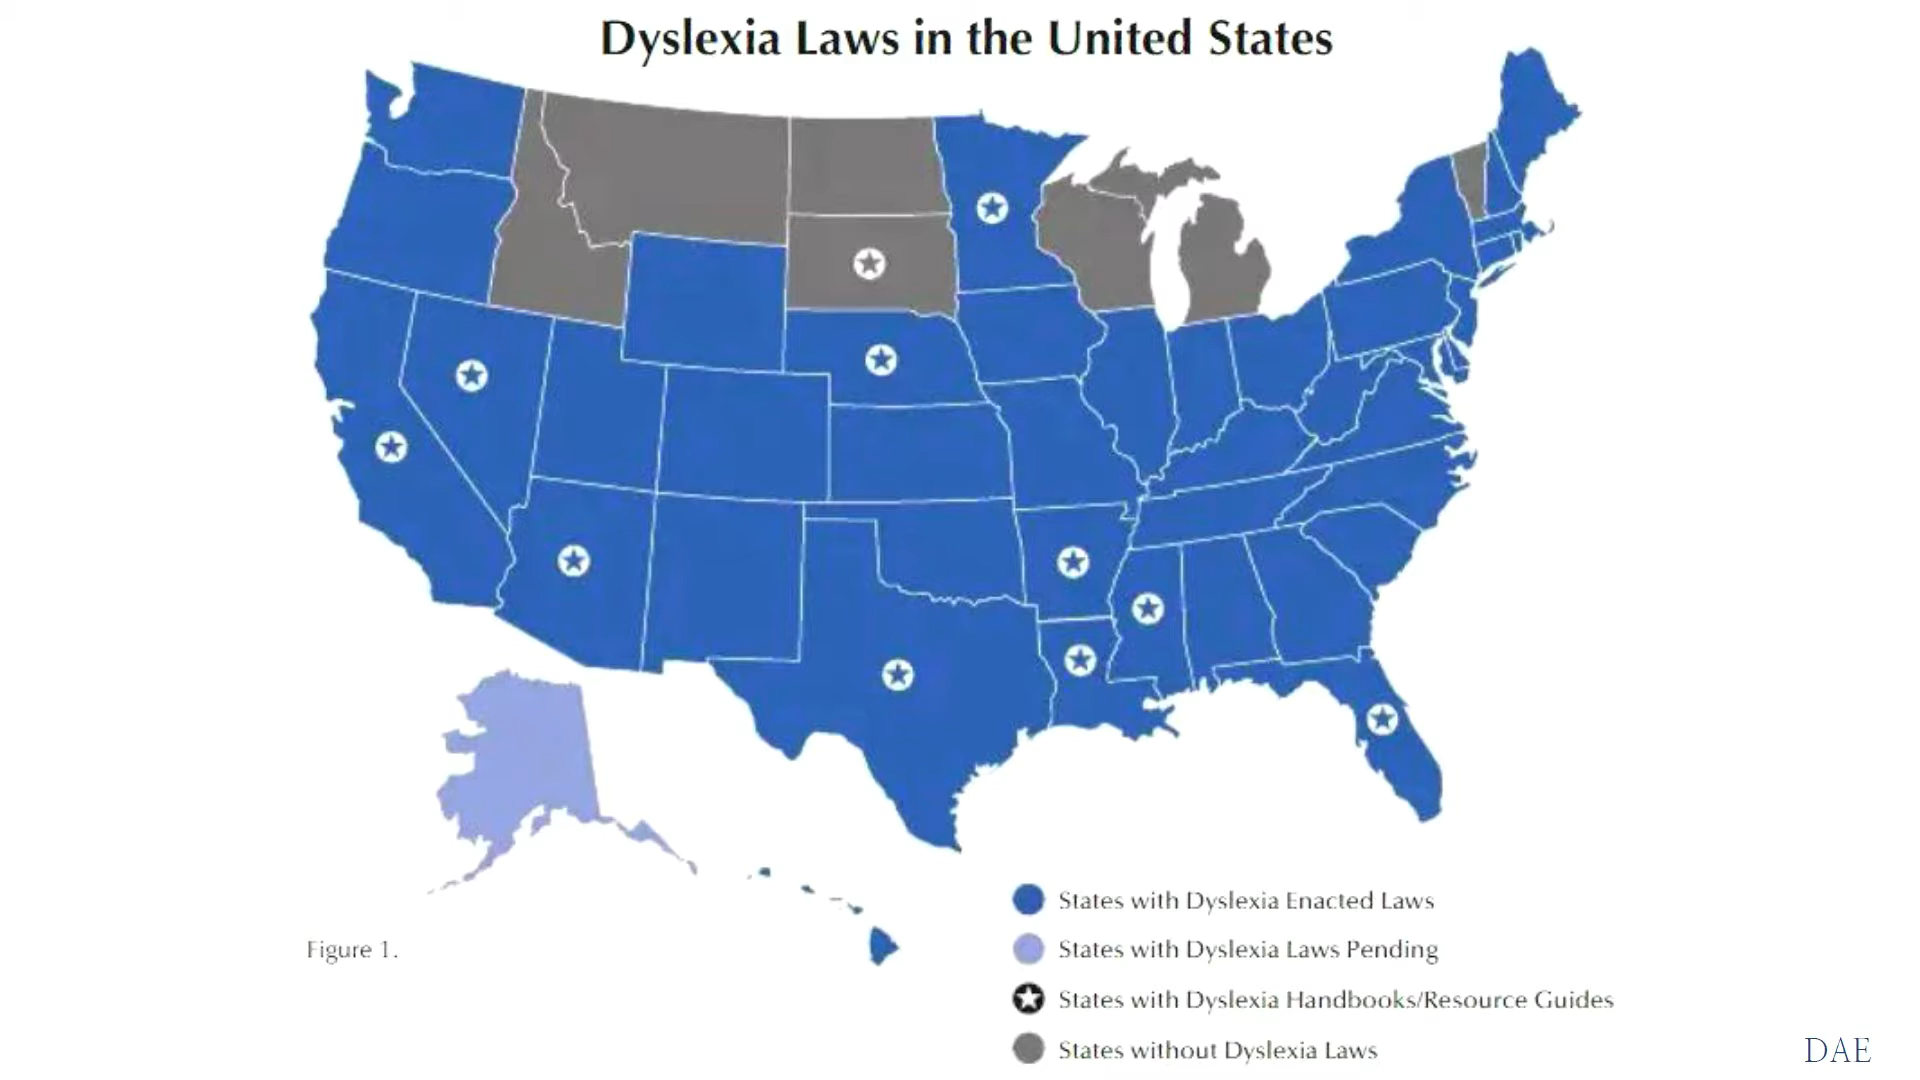 Dyslexia Laws in the United States
States with Dyslexia Enacted Laws
Figure 1.
States with Dyslexia Laws Pending
States with Dyslexia Handbooks/Resource Guides
States without Dyslexia Laws
DAE